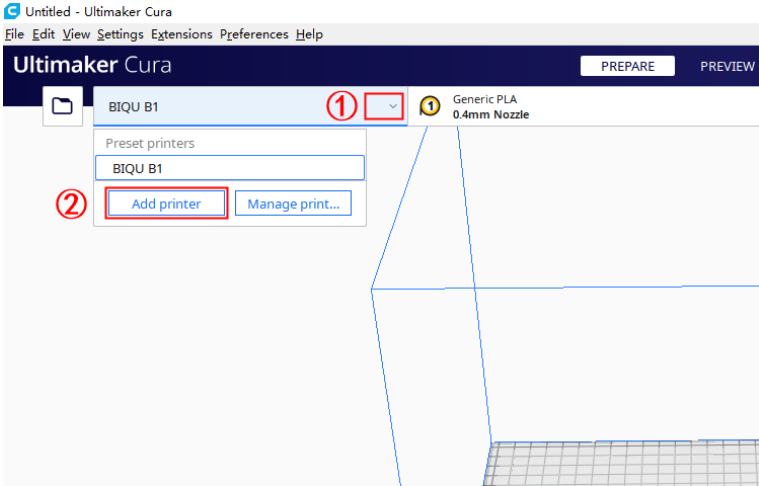 Untitled - Ultimaker Cura
File Edit View Settings Extensions Preferences Help
Ultimaker Cura
PREPARE PREVIEW
BIQU B1 ① 1 Generic PLA
0.4mm Nozzle
Preset printers
BIQU B1
② Add printer Manage print...